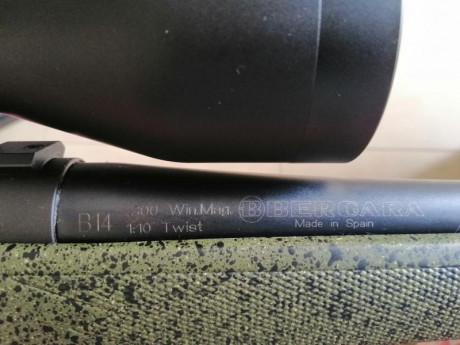 B14 .300 Win.Mag. BERGARA
1:10 Twist Made in Spain